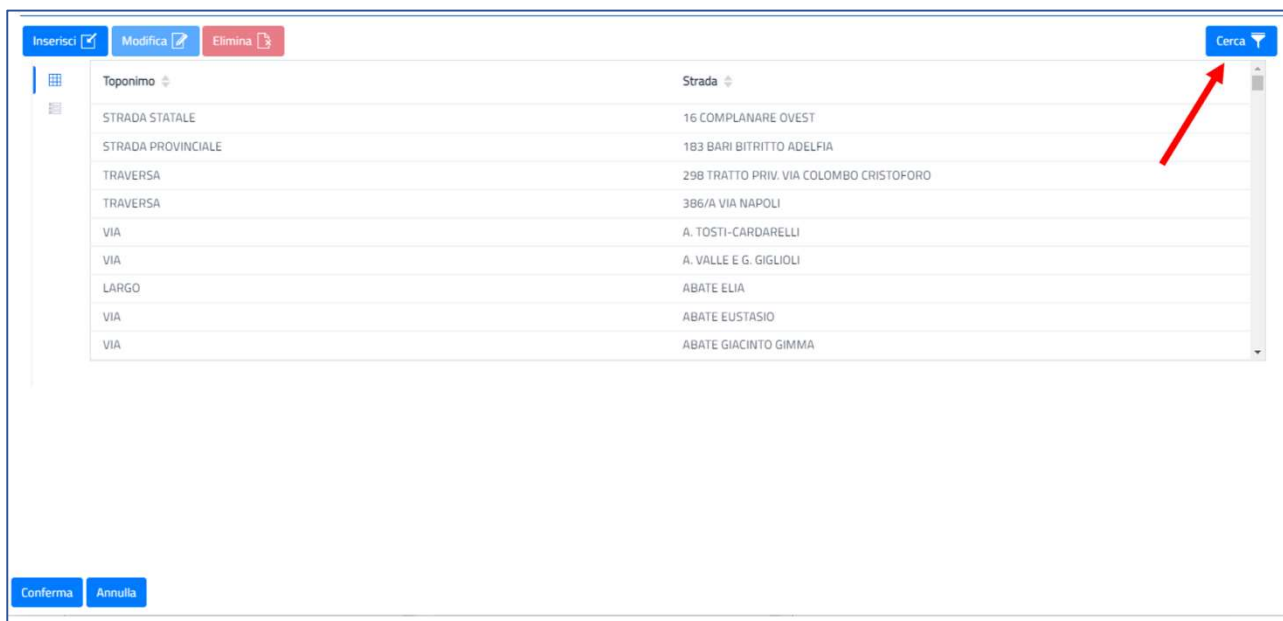 Inserisci Modifica Elimina Cerca
Toponimo Strada
STRADA STATALE 16 COMPLANARE OVEST
STRADA PROVINCIALE 183 BARI BITRITTO ADELFIA
TRAVERSA 298 TRATTO PRIV. VIA COLOMBO CRISTOFORO
TRAVERSA 386/A VIA NAPOLI
VIA A. TOSTI-CARDARELLI
VIA A. VALLE E G. GIGLIOLI
LARGO ABATE ELIA
VIA ABATE EUSTASIO
VIA ABATE GIACINTO GIMMA
Conferma Annulla